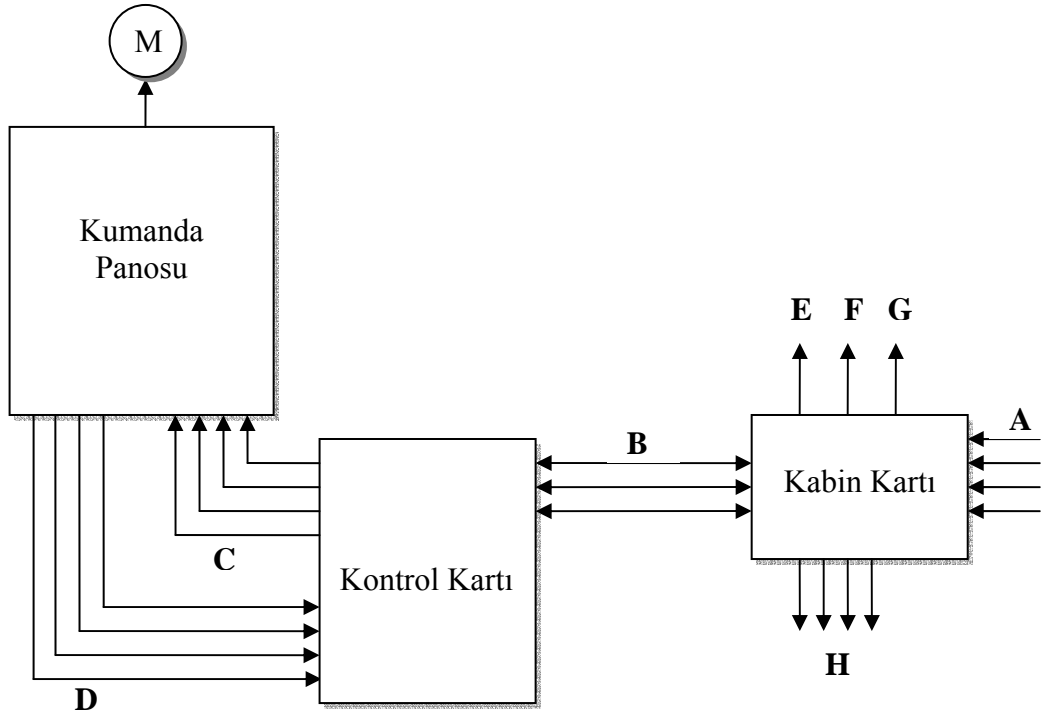 M
Kumanda
Panosu
E F G
A
B
Kabin Kartı
C
Kontrol Kartı
H
D